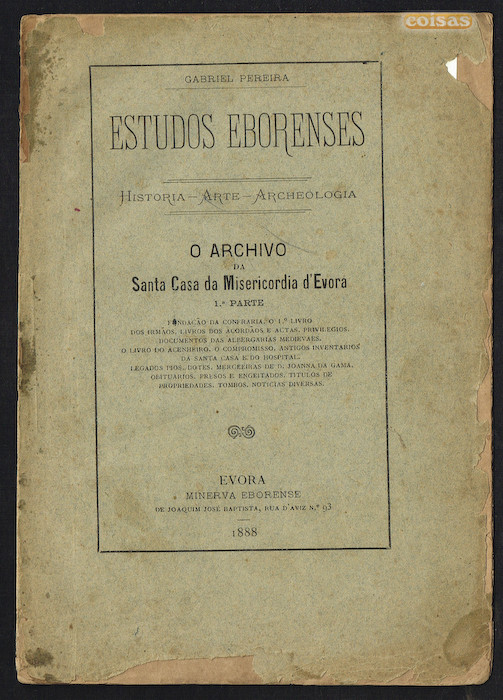 coisas
GABRIEL PEREIRA
ESTUDOS EBORENSES
HISTORIA—ARTE—ARCHEOLOGIA
O ARCHIVO
DA
Santa Casa da Misericordia d'Evora
1.ª PARTE
FUNDAÇÃO DA CONFRARIA, O 1.º LIVRO
DOS IRMÃOS, LIVROS DOS ACORDAOS E ACTAS, PRIVILEGIOS,
DOCUMENTOS DAS ALBERGARIAS MEDIEVAES,
O LIVRO DO ACENHEIRO, O COMPROMISSO, ANTIGOS INVENTARIOS
DA SANTA CASA E DO HOSPITAL,
LEGADOS PIOS, DOTES, MERCEEIRAS DE D. JOANNA DA GAMA,
OBITUARIOS, PRESOS E ENGEITADOS, TITULOS DE
PROPRIEDADES, TOMBOS, NOTICIAS DIVERSAS.
EVORA
MINERVA EBORENSE
DE JOAQUIM JOSÉ BAPTISTA, RUA D'AVIZ N.º 93
1888